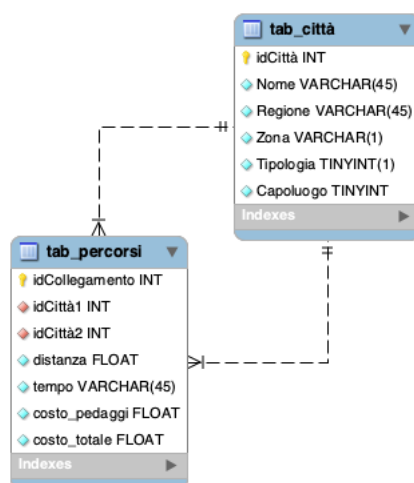 tab_città
idCittà INT
Nome VARCHAR(45)
Regione VARCHAR(45)
Zona VARCHAR(1)
Tipologia TINYINT(1)
Capoluogo TINYINT
Indexes
tab_percorsi
idCollegamento INT
idCittà1 INT
idCittà2 INT
distanza FLOAT
tempo VARCHAR(45)
costo_pedaggi FLOAT
costo_totale FLOAT
Indexes